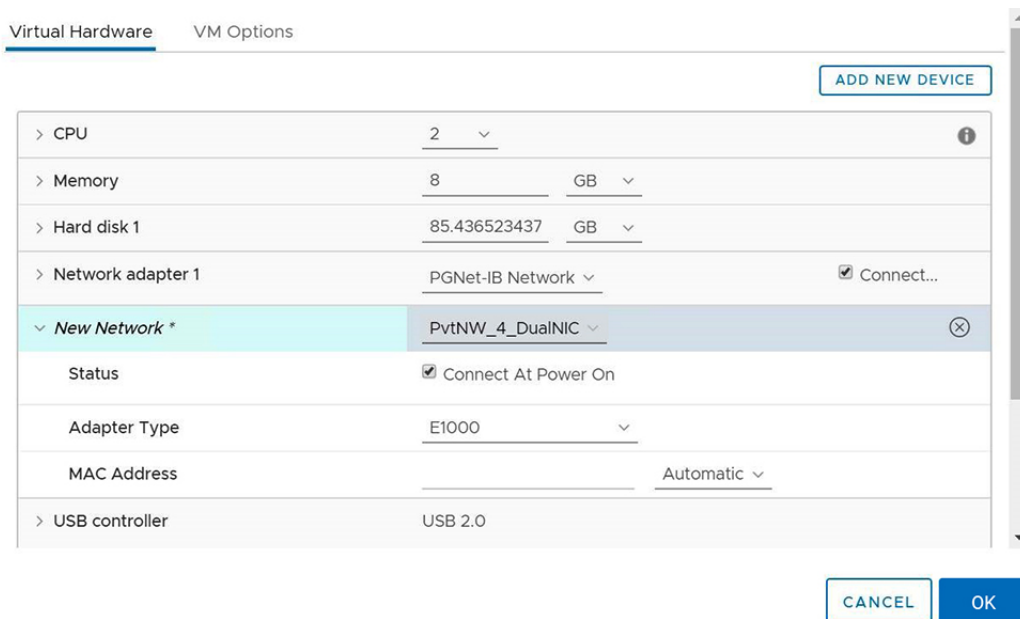 Virtual Hardware VM Options
ADD NEW DEVICE
CPU 2
Memory 8 GB
Hard disk 1 85.436523437 GB
Network adapter 1 PGNet-IB Network Connect...
New Network * PvtNW_4_DualNIC
Status Connect At Power On
Adapter Type E1000
MAC Address Automatic
USB controller USB 2.0
CANCEL OK